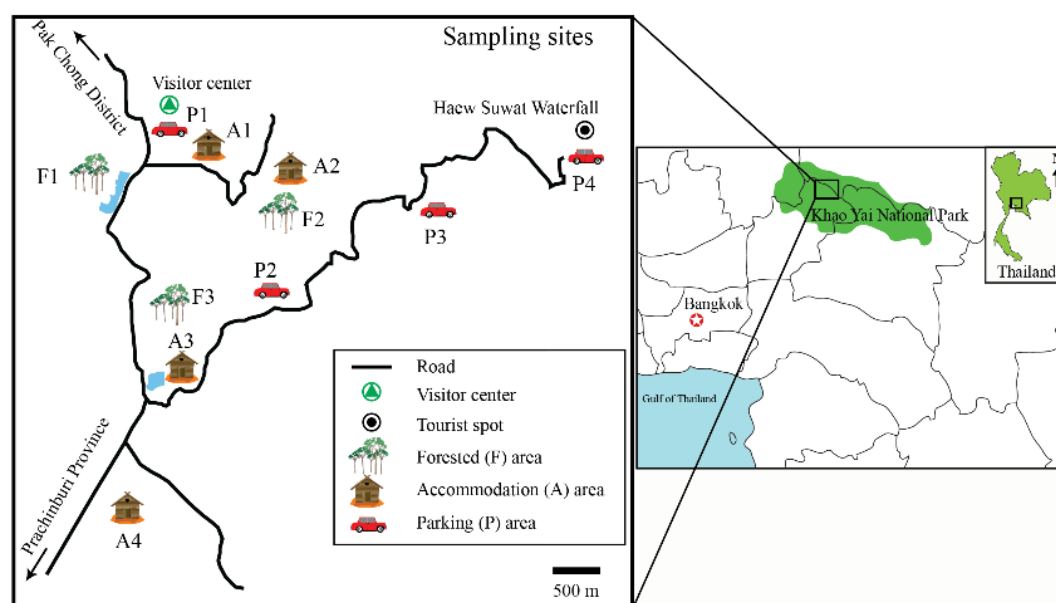 Sampling sites
Pak Chong District
Visitor center
P1
A1
Haew Suwat Waterfall
P4
F1
A2
F2
P3
P2
F3
A3
Prachinburi Province
A4
Road
Visitor center
Tourist spot
Forested (F) area
Accommodation (A) area
Parking (P) area
500 m
Khao Yai National Park
Bangkok
Gulf of Thailand
N
Thailand